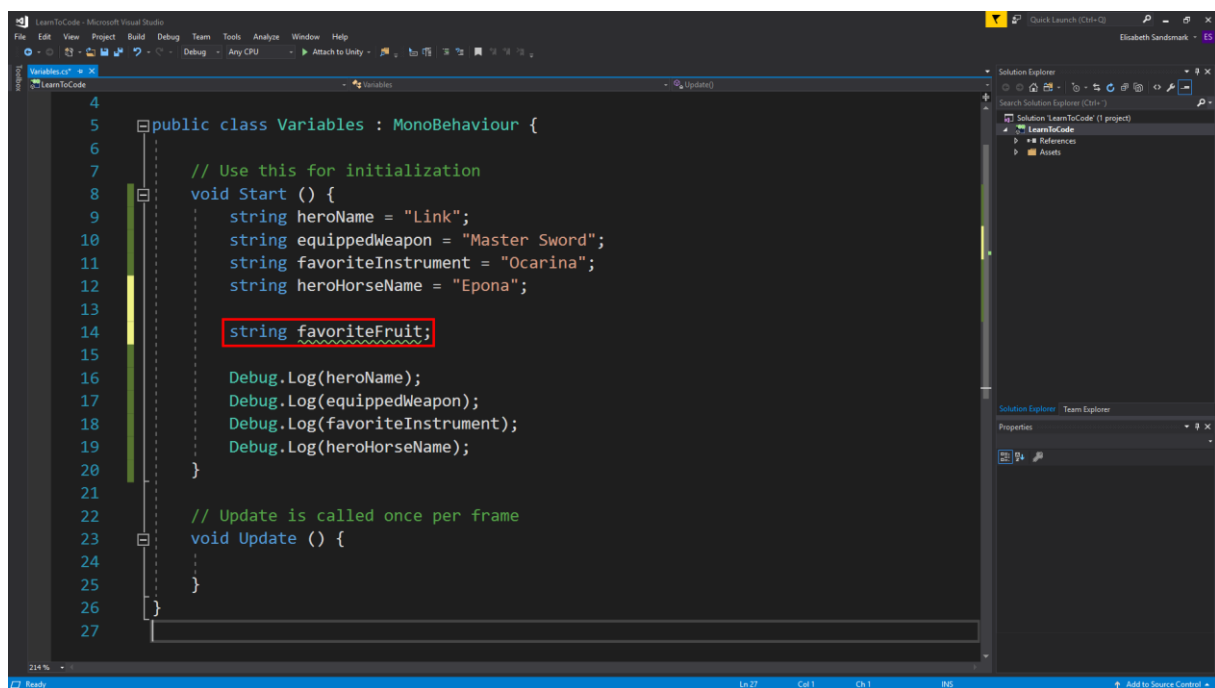 LearnToCode - Microsoft Visual Studio
Quick Launch (Ctrl+Q)
File Edit View Project Build Debug Team Tools Analyze Window Help
Elisabeth Sandsmark ES
Debug Any CPU Attach to Unity
Toolbox
Variables.cs*
LearnToCode Variables Update()
4
5 public class Variables : MonoBehaviour {
6
7 // Use this for initialization
8 void Start () {
9 string heroName = "Link";
10 string equippedWeapon = "Master Sword";
11 string favoriteInstrument = "Ocarina";
12 string heroHorseName = "Epona";
13
14 string favoriteFruit;
15
16 Debug.Log(heroName);
17 Debug.Log(equippedWeapon);
18 Debug.Log(favoriteInstrument);
19 Debug.Log(heroHorseName);
20 }
21
22 // Update is called once per frame
23 void Update () {
24
25 }
26 }
27
214 %
Solution Explorer
Search Solution Explorer (Ctrl+¨)
Solution 'LearnToCode' (1 project)
LearnToCode
References
Assets
Solution Explorer Team Explorer
Properties
Ready Ln 27 Col 1 Ch 1 INS Add to Source Control